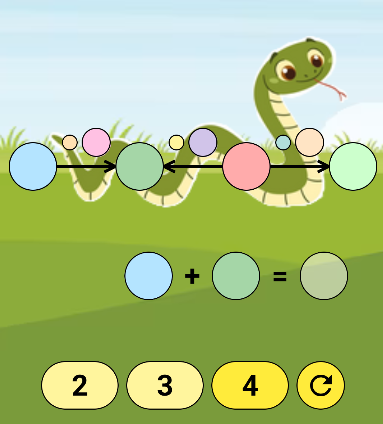 + =
2 3 4